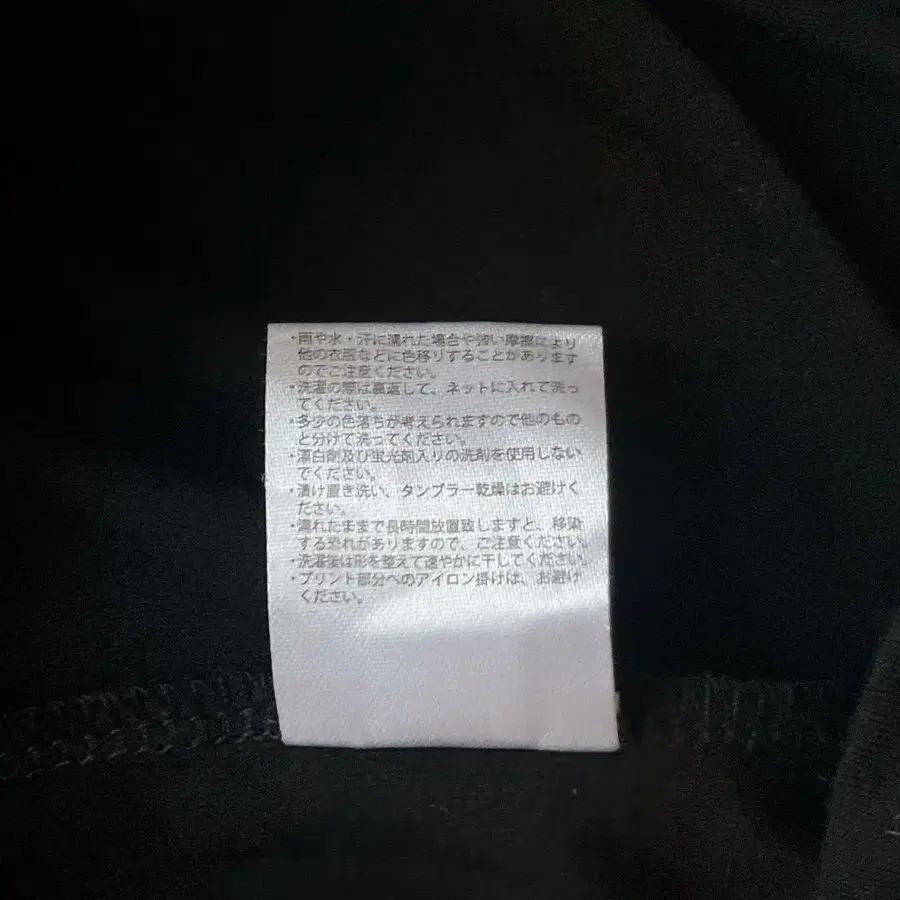 ・雨や水・汗に濡れた場合や強い摩擦により
他の衣服などに色移りすることがあります
のでご注意ください。
・洗濯の際は裏返して、ネットに入れて洗っ
てください。
・多少の色落ちが考えられますので他のもの
と分けて洗ってください。
・漂白剤及び蛍光剤入りの洗剤を使用しない
でください。
・漬け置き洗い、タンブラー乾燥はお避けく
ださい。
・濡れたままで長時間放置致しますと、移染
する恐れがありますので、ご注意ください。
・洗濯後は形を整えて速やかに干してください。
・プリント部分へのアイロン掛けは、お避け
ください。